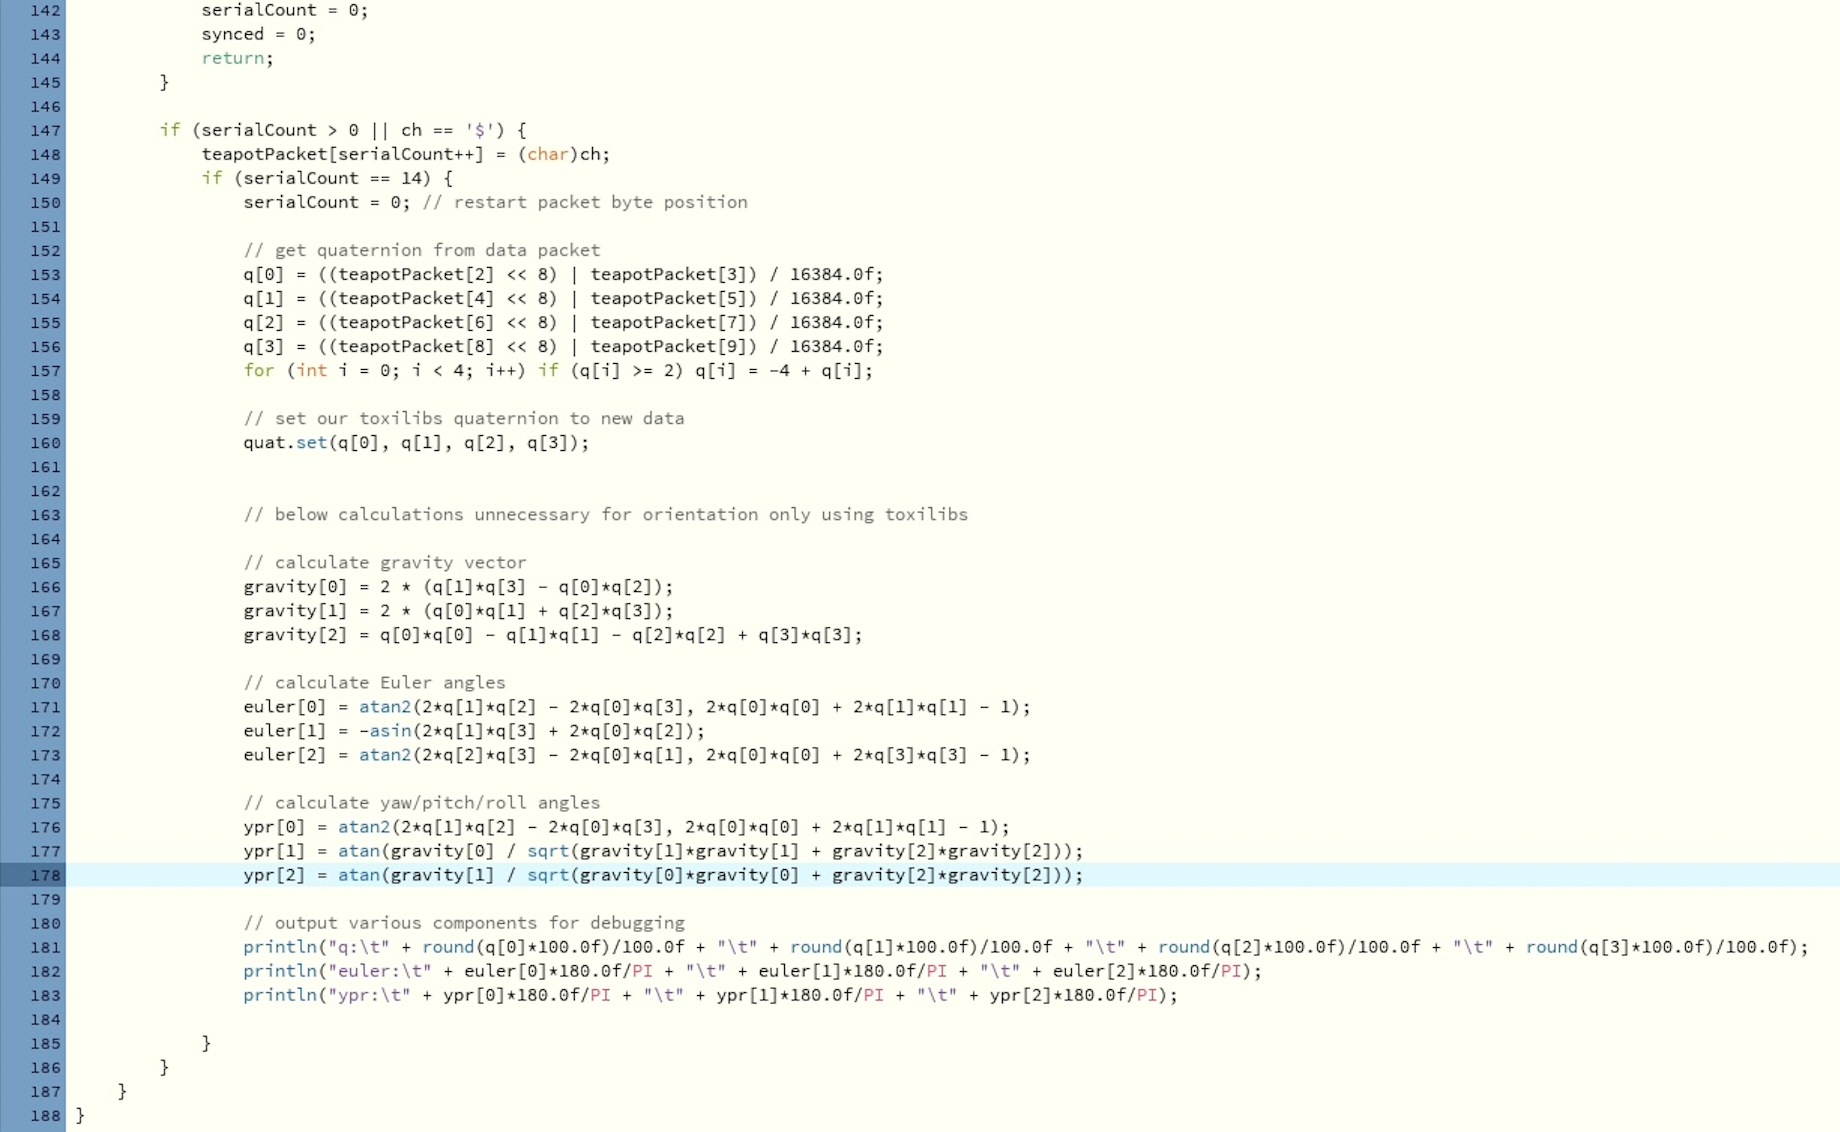 142 serialCount = 0;
143 synced = 0;
144 return;
145 }
146
147 if (serialCount > 0 || ch == '$') {
148 teapotPacket[serialCount++] = (char)ch;
149 if (serialCount == 14) {
150 serialCount = 0; // restart packet byte position
151
152 // get quaternion from data packet
153 q[0] = ((teapotPacket[2] << 8) | teapotPacket[3]) / 16384.0f;
154 q[1] = ((teapotPacket[4] << 8) | teapotPacket[5]) / 16384.0f;
155 q[2] = ((teapotPacket[6] << 8) | teapotPacket[7]) / 16384.0f;
156 q[3] = ((teapotPacket[8] << 8) | teapotPacket[9]) / 16384.0f;
157 for (int i = 0; i < 4; i++) if (q[i] >= 2) q[i] = -4 + q[i];
158
159 // set our toxilibs quaternion to new data
160 quat.set(q[0], q[1], q[2], q[3]);
161
162
163 // below calculations unnecessary for orientation only using toxilibs
164
165 // calculate gravity vector
166 gravity[0] = 2 * (q[1]*q[3] - q[0]*q[2]);
167 gravity[1] = 2 * (q[0]*q[1] + q[2]*q[3]);
168 gravity[2] = q[0]*q[0] - q[1]*q[1] - q[2]*q[2] + q[3]*q[3];
169
170 // calculate Euler angles
171 euler[0] = atan2(2*q[1]*q[2] - 2*q[0]*q[3], 2*q[0]*q[0] + 2*q[1]*q[1] - 1);
172 euler[1] = -asin(2*q[1]*q[3] + 2*q[0]*q[2]);
173 euler[2] = atan2(2*q[2]*q[3] - 2*q[0]*q[1], 2*q[0]*q[0] + 2*q[3]*q[3] - 1);
174
175 // calculate yaw/pitch/roll angles
176 ypr[0] = atan2(2*q[1]*q[2] - 2*q[0]*q[3], 2*q[0]*q[0] + 2*q[1]*q[1] - 1);
177 ypr[1] = atan(gravity[0] / sqrt(gravity[1]*gravity[1] + gravity[2]*gravity[2]));
178 ypr[2] = atan(gravity[1] / sqrt(gravity[0]*gravity[0] + gravity[2]*gravity[2]));
179
180 // output various components for debugging
181 println("q:\t" + round(q[0]*100.0f)/100.0f + "\t" + round(q[1]*100.0f)/100.0f + "\t" + round(q[2]*100.0f)/100.0f + "\t" + round(q[3]*100.0f)/100.0f);
182 println("euler:\t" + euler[0]*180.0f/PI + "\t" + euler[1]*180.0f/PI + "\t" + euler[2]*180.0f/PI);
183 println("ypr:\t" + ypr[0]*180.0f/PI + "\t" + ypr[1]*180.0f/PI + "\t" + ypr[2]*180.0f/PI);
184
185 }
186 }
187 }
188 }